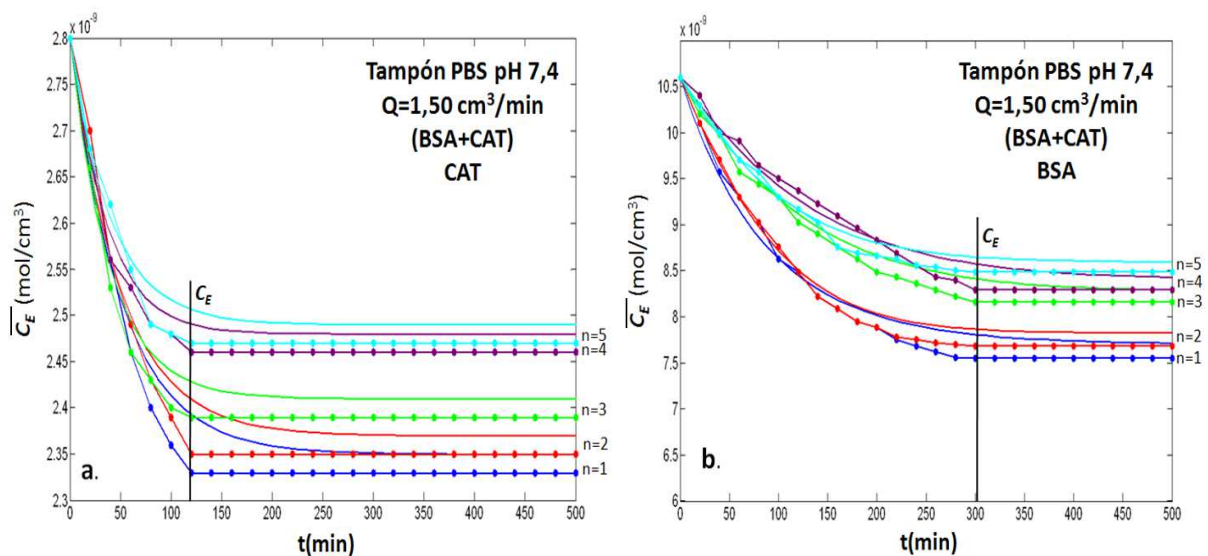 x 10⁻⁹
2.8
2.75
2.7
2.65
2.6
2.55
2.5
2.45
2.4
2.35
2.3
C_E (mol/cm³)
Tampón PBS pH 7,4
Q=1,50 cm³/min
(BSA+CAT)
CAT
C_E
n=5
n=4
n=3
n=2
n=1
a.
0 50 100 150 200 250 300 350 400 450 500
t(min)
x 10⁻⁹
10.5
10
9.5
9
8.5
8
7.5
7
6.5
6
C_E (mol/cm³)
Tampón PBS pH 7,4
Q=1,50 cm³/min
(BSA+CAT)
BSA
C_E
n=5
n=4
n=3
n=2
n=1
b.
0 50 100 150 200 250 300 350 400 450 500
t(min)